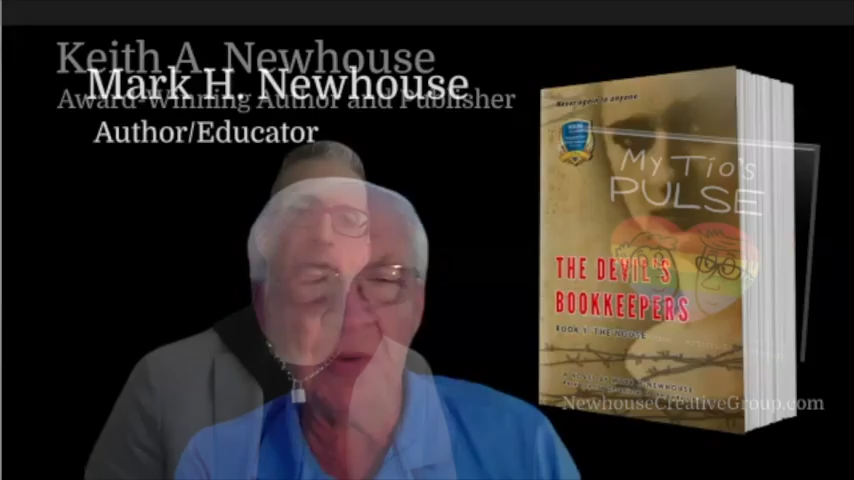 Keith A. Newhouse
Mark H. Newhouse
Award-Winning Author and Publisher
Author/Educator
Never again to anyone
My Tío's
PULSE
THE DEVIL'S
BOOKKEEPERS
BOOK 1: THE NOOSE
NewhouseCreativeGroup.com